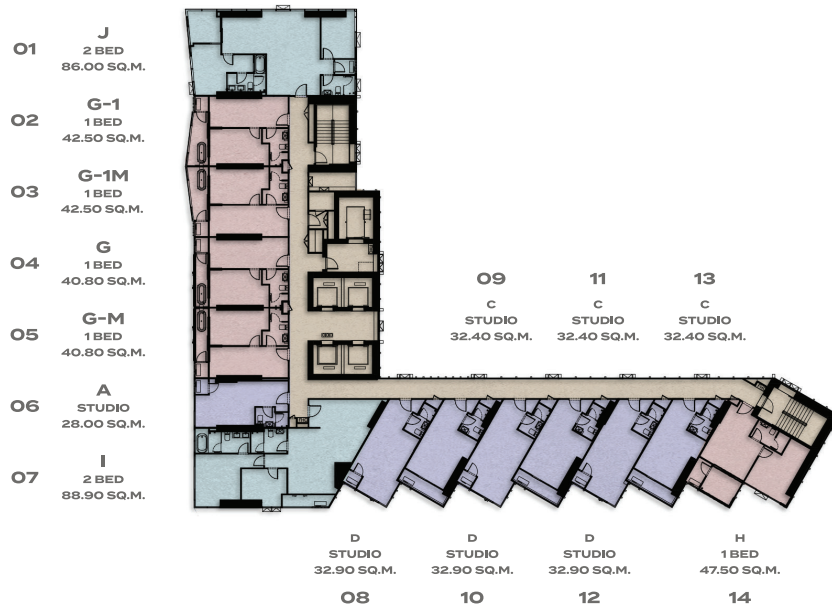 01
J
2 BED
86.00 SQ.M.
02
G-1
1 BED
42.50 SQ.M.
03
G-1M
1 BED
42.50 SQ.M.
04
G
1 BED
40.80 SQ.M.
05
G-M
1 BED
40.80 SQ.M.
06
A
STUDIO
28.00 SQ.M.
07
I
2 BED
88.90 SQ.M.
09
C
STUDIO
32.40 SQ.M.
11
C
STUDIO
32.40 SQ.M.
13
C
STUDIO
32.40 SQ.M.
D
STUDIO
32.90 SQ.M.
08
D
STUDIO
32.90 SQ.M.
10
D
STUDIO
32.90 SQ.M.
12
H
1 BED
47.50 SQ.M.
14